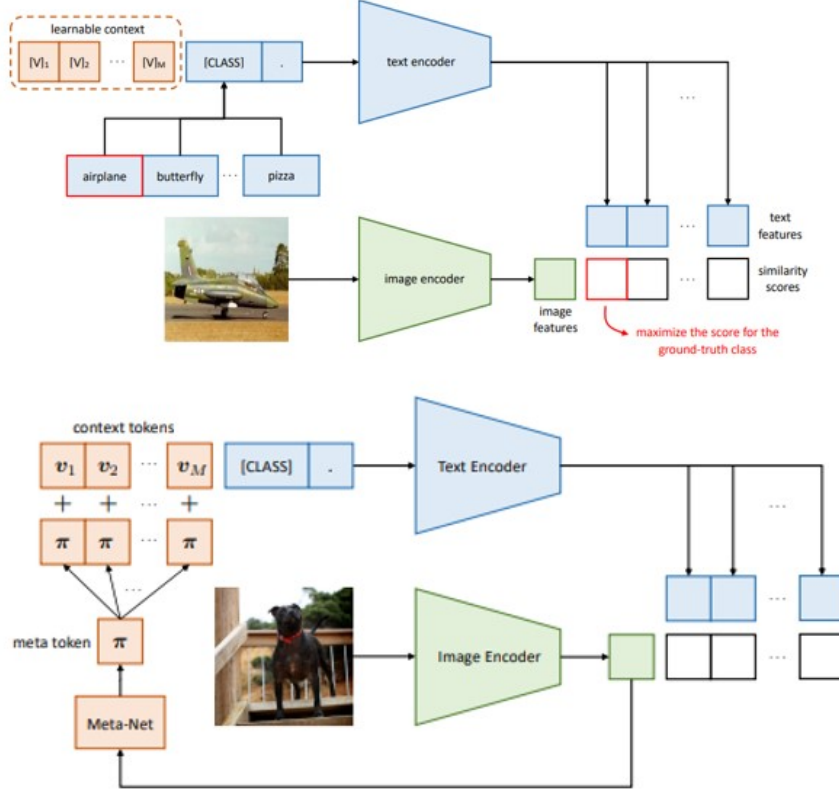 learnable context
[V]₁ [V]₂ ... [V]M [CLASS] .
text encoder
...
airplane butterfly ... pizza
text
features
...
image encoder
similarity
scores
...
image
features
maximize the score for the
ground-truth class
context tokens
v₁ v₂ ... vM [CLASS] .
Text Encoder
+ + ... +
π π ... π
...
...
...
meta token π
Image Encoder
...
Meta-Net